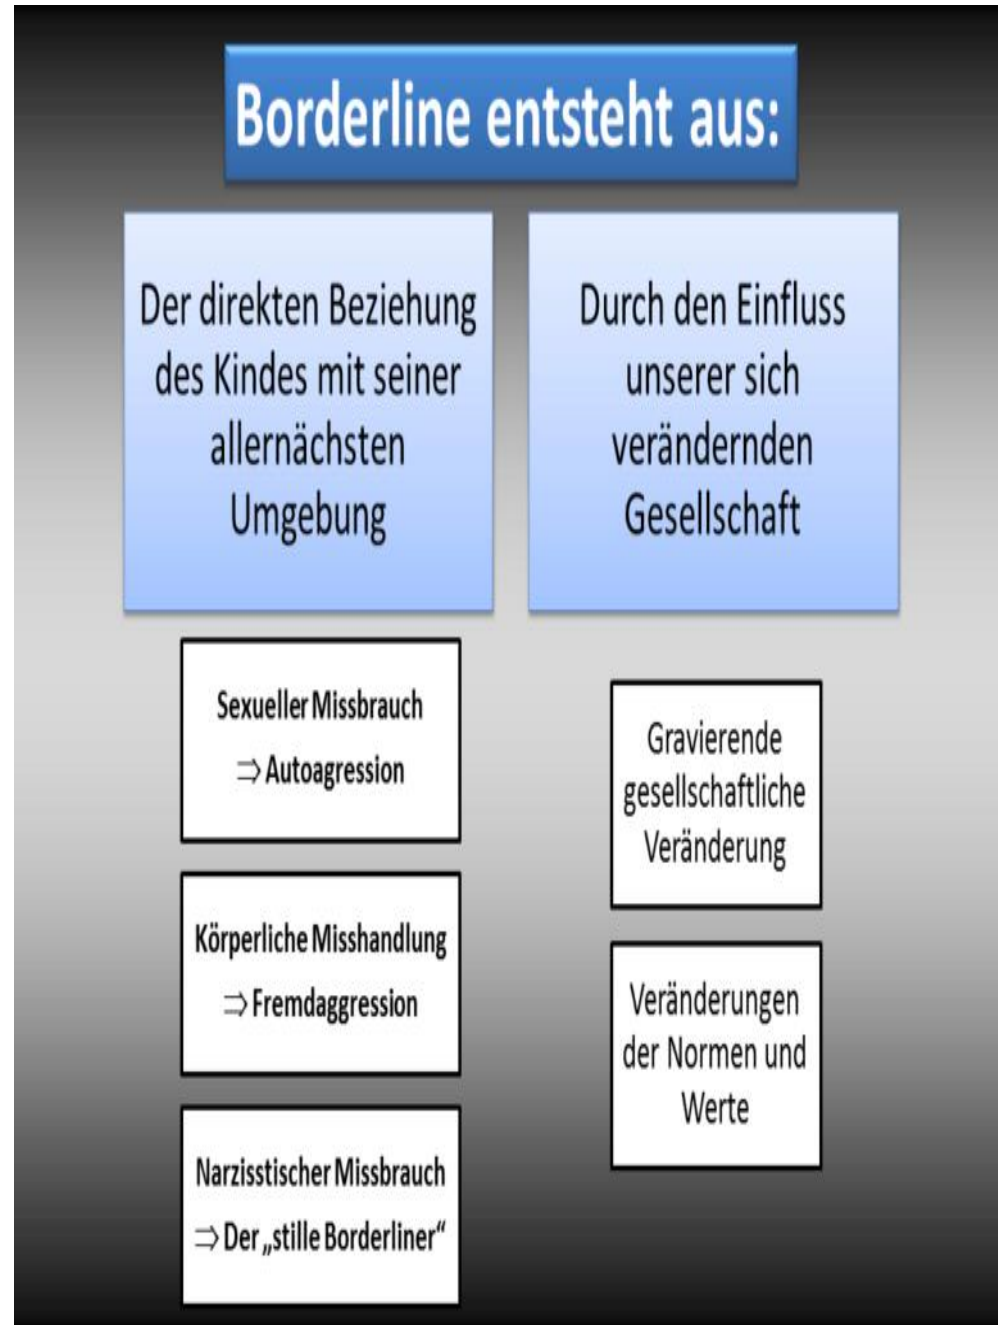 Borderline entsteht aus:
Der direkten Beziehung
des Kindes mit seiner
allernächsten
Umgebung
Durch den Einfluss
unserer sich
verändernden
Gesellschaft
Sexueller Missbrauch
⇒ Autoagression
Körperliche Misshandlung
⇒ Fremdaggression
Narzisstischer Missbrauch
⇒ Der „stille Borderliner“
Gravierende
gesellschaftliche
Veränderung
Veränderungen
der Normen und
Werte